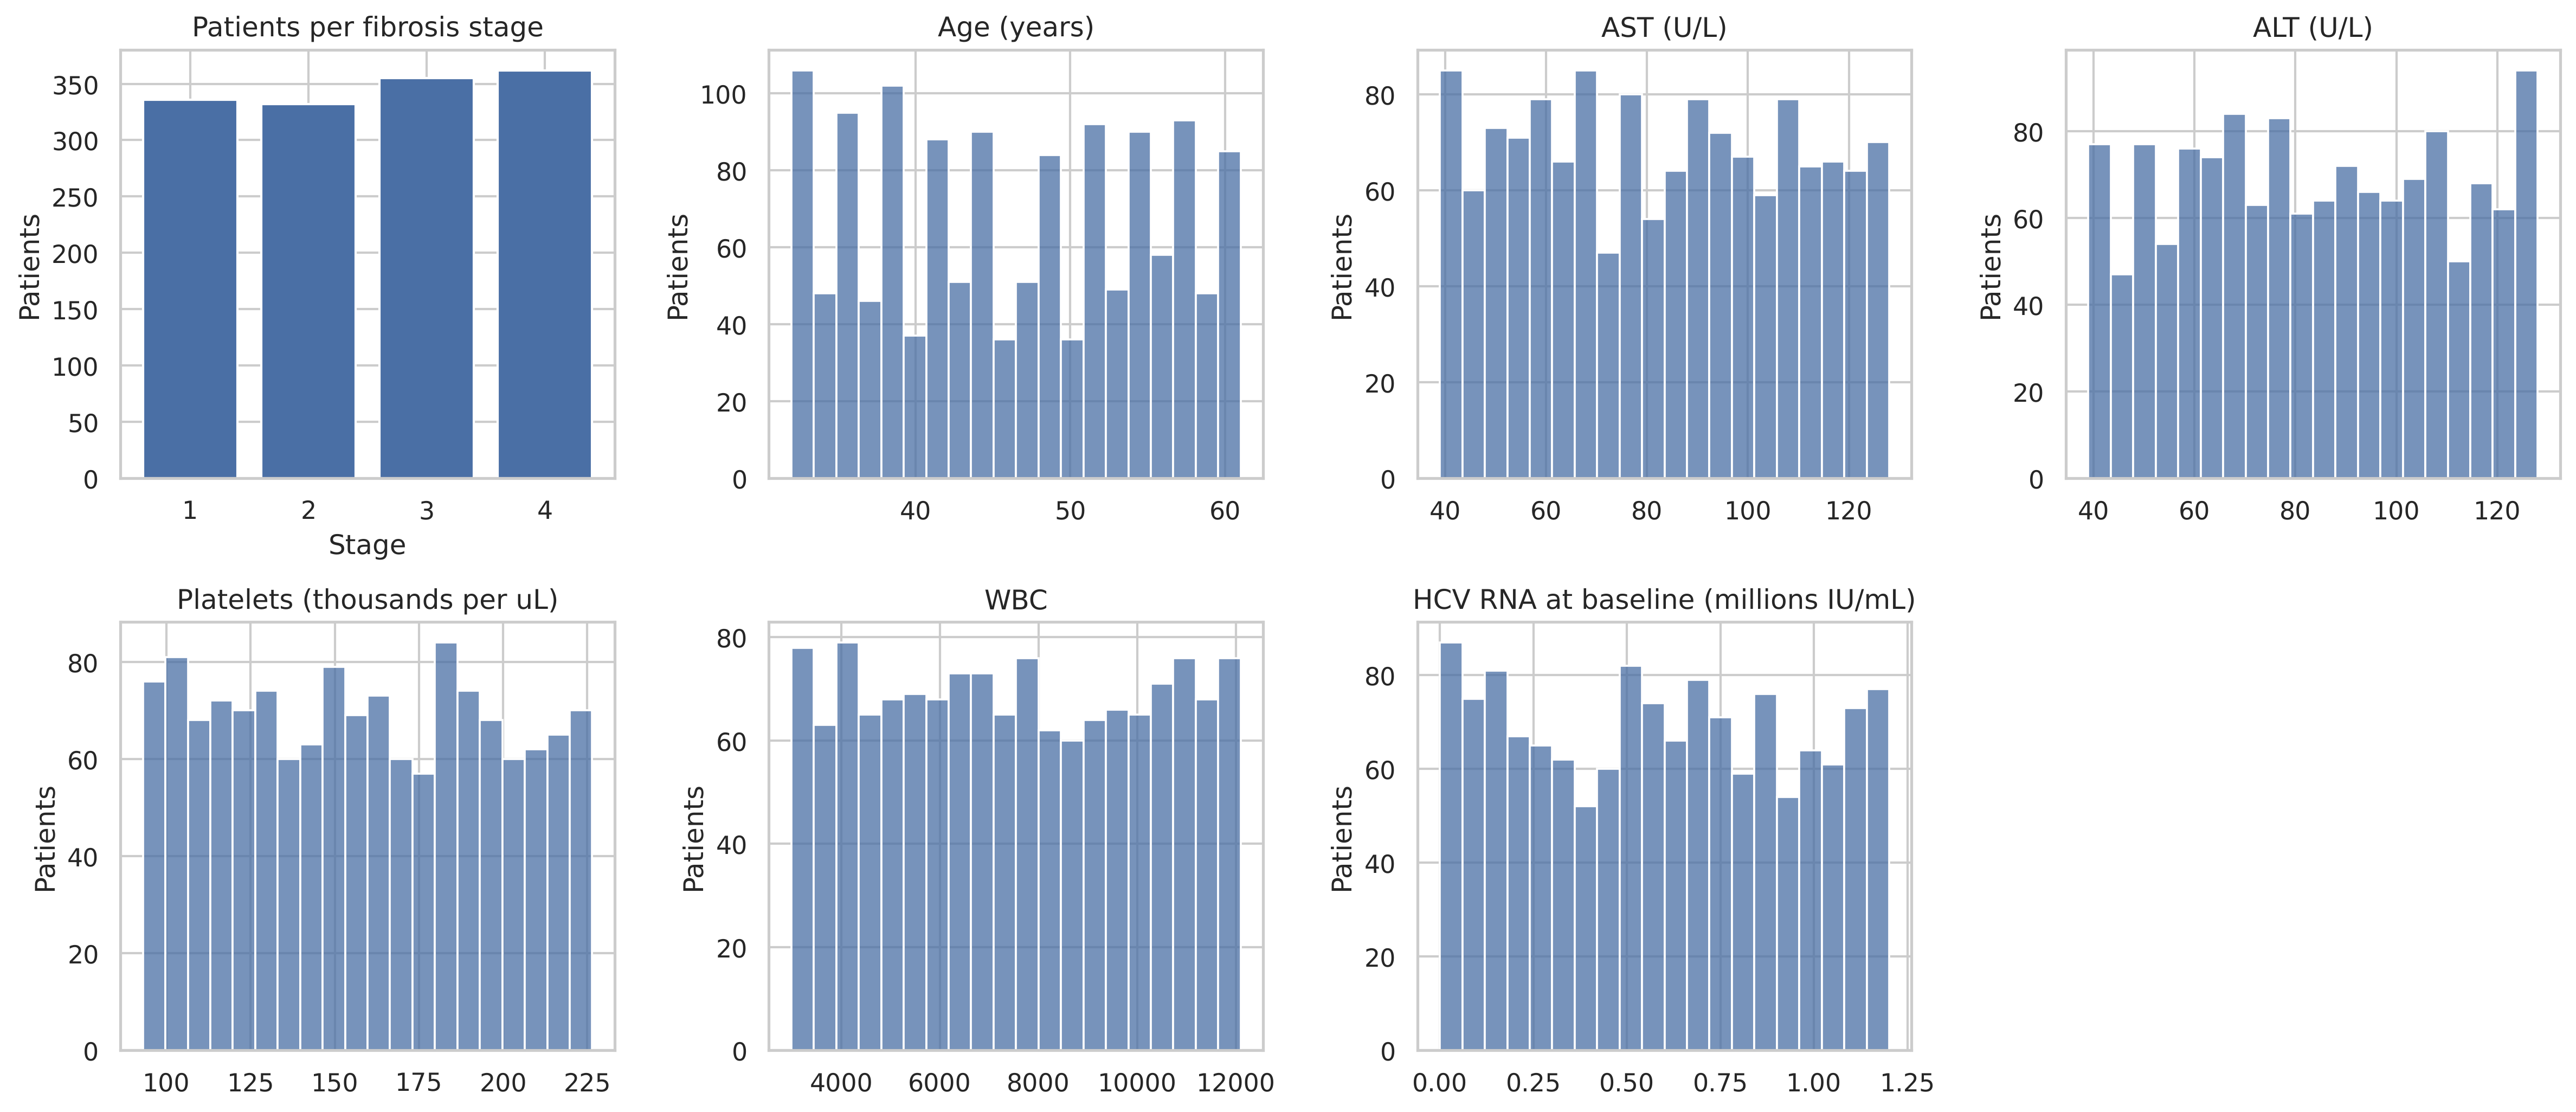 Patients per fibrosis stage
Patients
350
300
250
200
150
100
50
0
1 2 3 4
Stage
Age (years)
Patients
100
80
60
40
20
0
40 50 60
AST (U/L)
Patients
80
60
40
20
0
40 60 80 100 120
ALT (U/L)
Patients
80
60
40
20
0
40 60 80 100 120
Platelets (thousands per uL)
Patients
80
60
40
20
0
100 125 150 175 200 225
WBC
Patients
80
60
40
20
0
4000 6000 8000 10000 12000
HCV RNA at baseline (millions IU/mL)
Patients
80
60
40
20
0
0.00 0.25 0.50 0.75 1.00 1.25